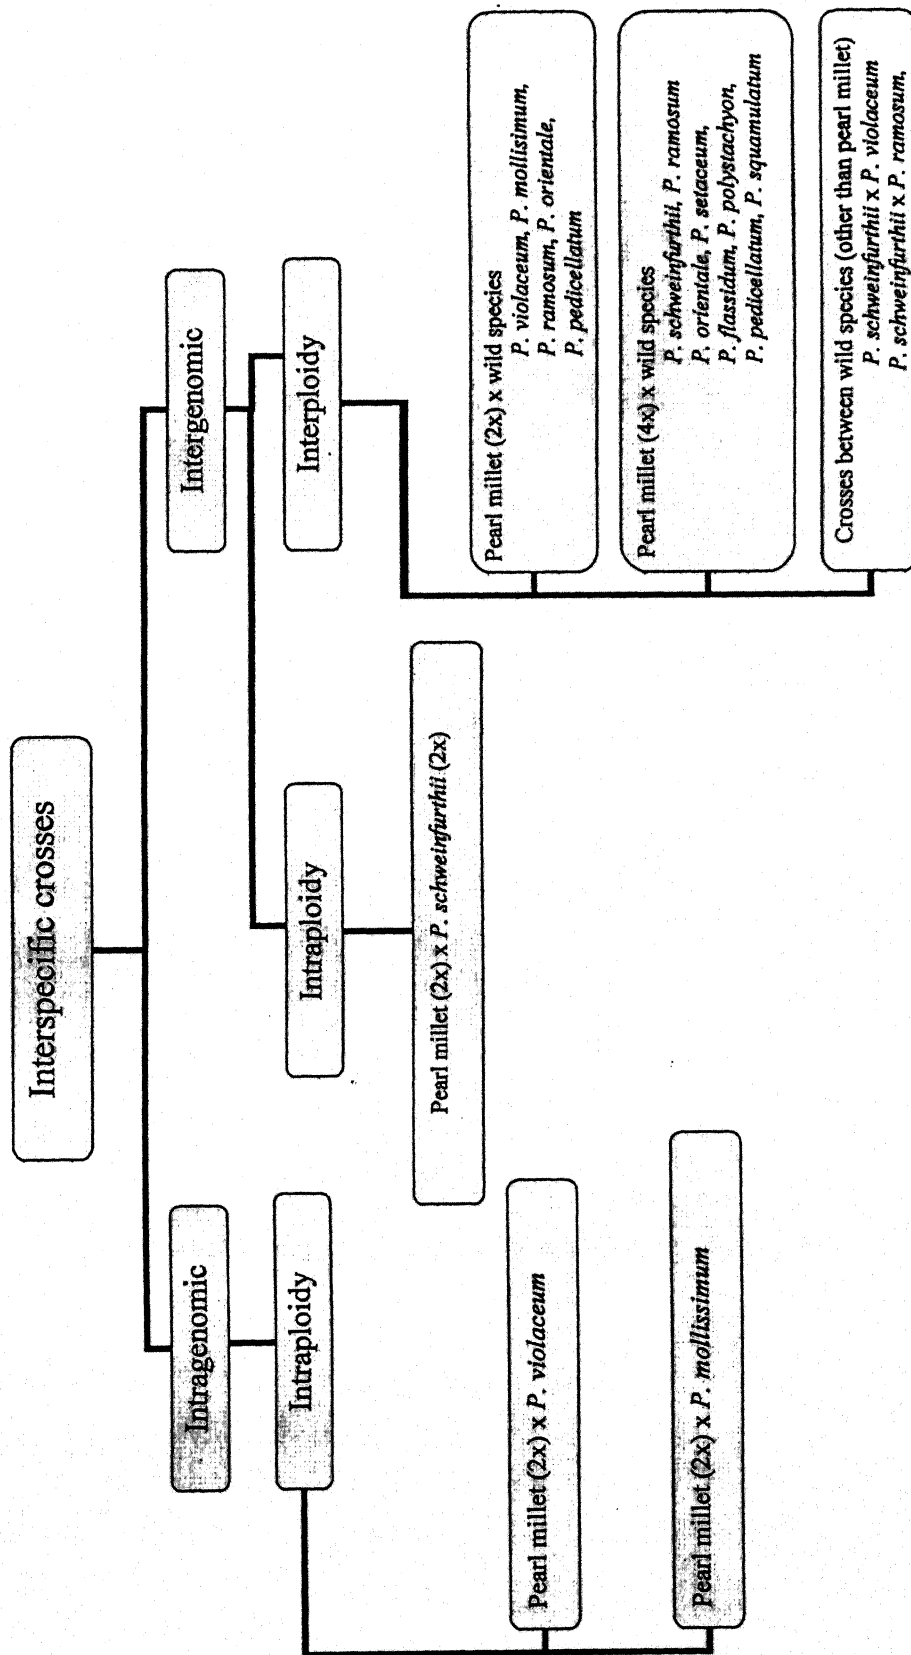 Interspecific crosses
Intragenomic
Intergenomic
Intraploidy
Intraploidy
Interploidy
Pearl millet (2x) x P. violaceum
Pearl millet (2x) x P. mollissimum
Pearl millet (2x) x P. schweinfurthii (2x)
Pearl millet (2x) x wild species
P. violaceum, P. mollisimum,
P. ramosum, P. orientale,
P. pedicellatum
Pearl millet (4x) x wild species
P. schweinfurthii, P. ramosum
P. orientale, P. setaceum,
P. flassidum, P. polystachyon,
P. pedicellatum, P. squamulatum
Crosses between wild species (other than pearl millet)
P. schweinfurthii x P. violaceum
P. schweinfurthii x P. ramosum,